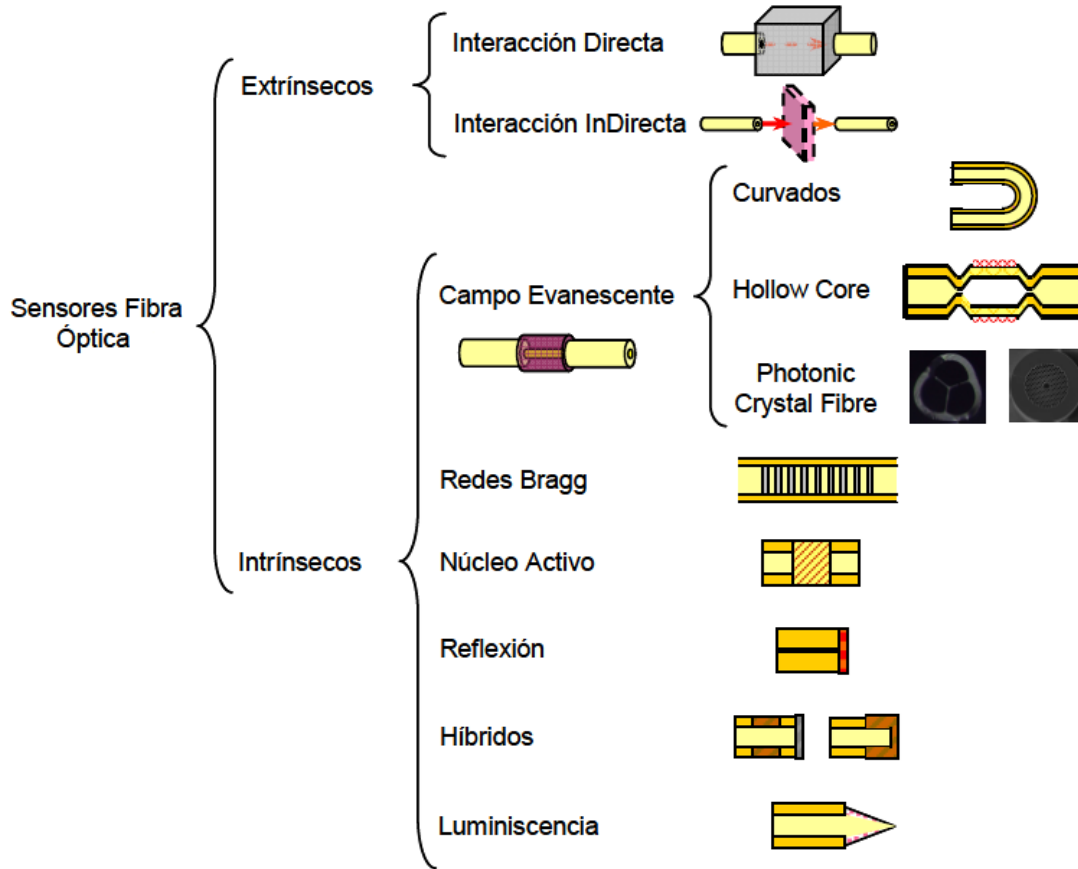 Sensores Fibra
Óptica
Extrínsecos
Interacción Directa
Interacción InDirecta
Intrínsecos
Campo Evanescente
Curvados
Hollow Core
Photonic
Crystal Fibre
Redes Bragg
Núcleo Activo
Reflexión
Híbridos
Luminiscencia